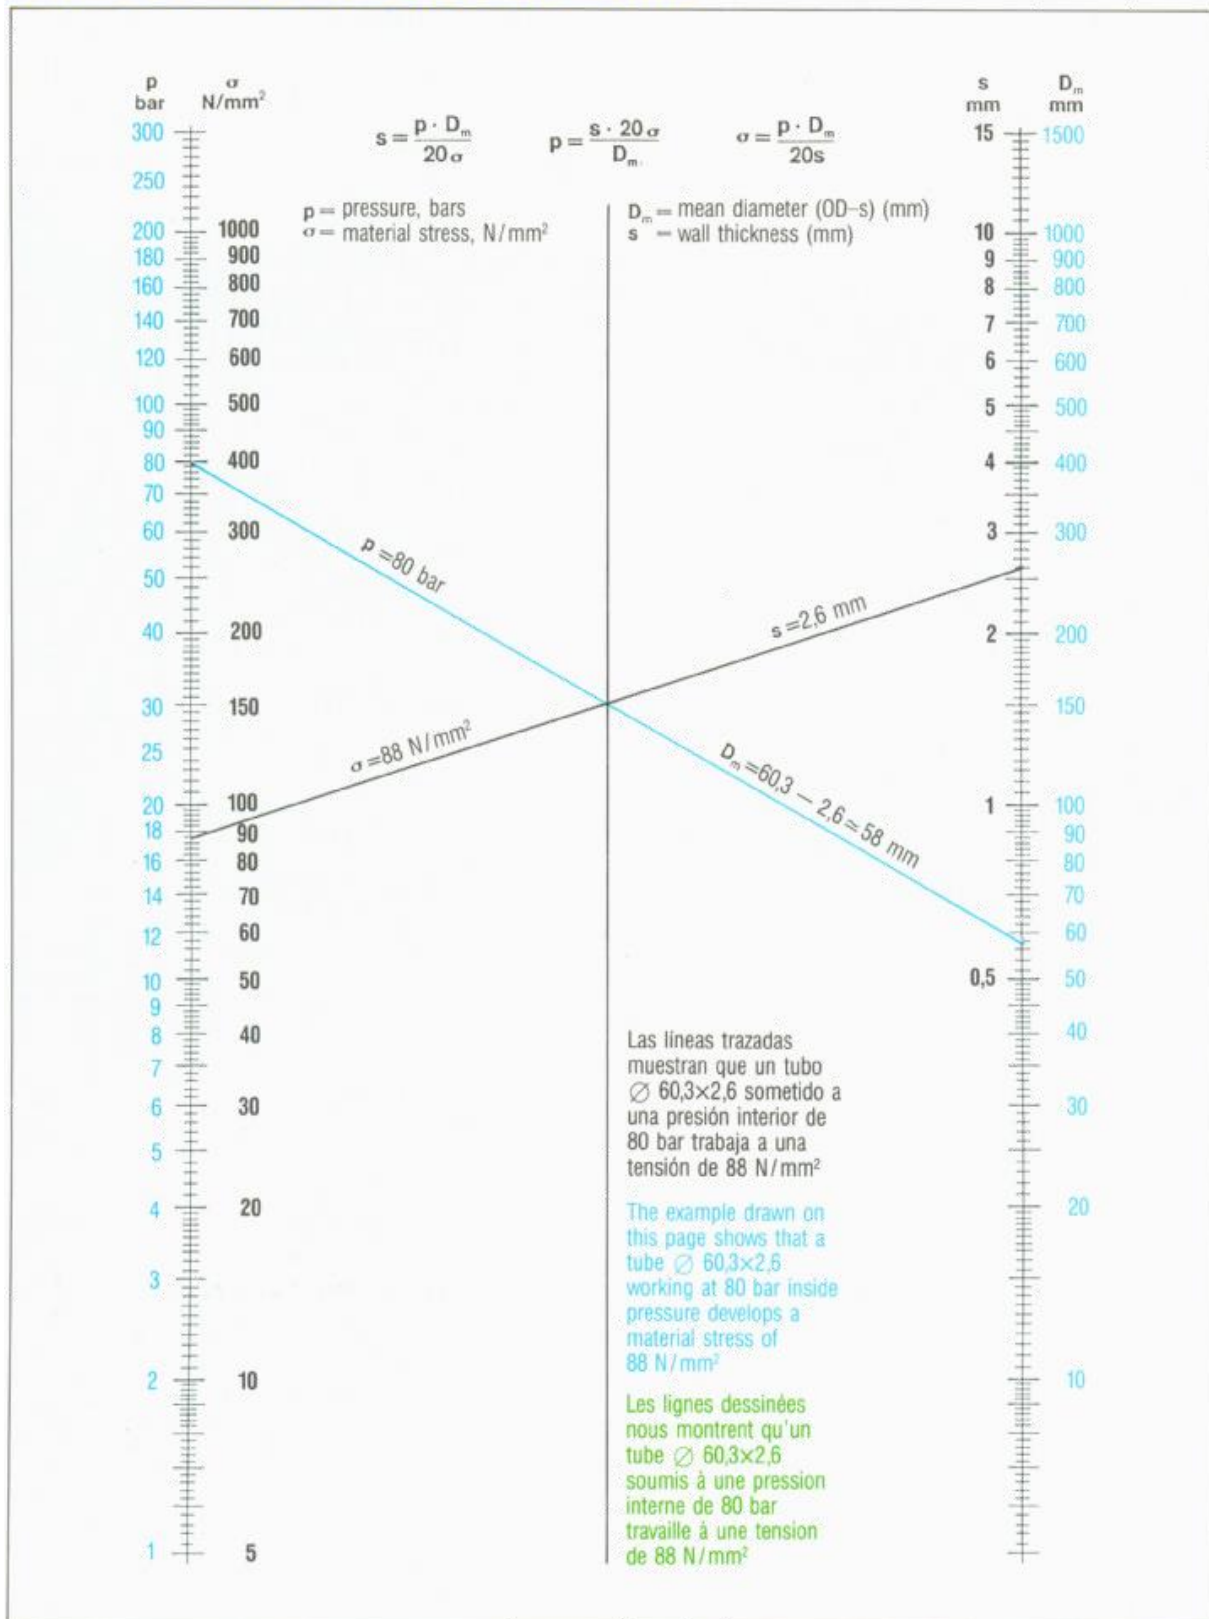 p
bar
σ
N/mm²
s
mm
Dₘ
mm
s = p · Dₘ / 20 σ
p = s · 20 σ / Dₘ
σ = p · Dₘ / 20s
p = pressure, bars
σ = material stress, N/mm²
Dₘ = mean diameter (OD–s) (mm)
s = wall thickness (mm)
300
250
200
180
160
140
120
100
90
80
70
60
50
40
30
25
20
18
16
14
12
10
9
8
7
6
5
4
3
2
1
1000
900
800
700
600
500
400
300
200
150
100
90
80
70
60
50
40
30
20
10
5
p =80 bar
σ =88 N/mm²
s =2,6 mm
Dₘ =60,3 — 2,6 ≃ 58 mm
15
10
9
8
7
6
5
4
3
2
1
0,5
1500
1000
900
800
700
600
500
400
300
200
150
100
90
80
70
60
50
40
30
20
10
Las líneas trazadas
muestran que un tubo
∅ 60,3×2,6 sometido a
una presión interior de
80 bar trabaja a una
tensión de 88 N/mm²
The example drawn on
this page shows that a
tube ∅ 60,3×2,6
working at 80 bar inside
pressure develops a
material stress of
88 N/mm²
Les lignes dessinées
nous montrent qu'un
tube ∅ 60,3×2,6
soumis à une pression
interne de 80 bar
travaille à une tension
de 88 N/mm²